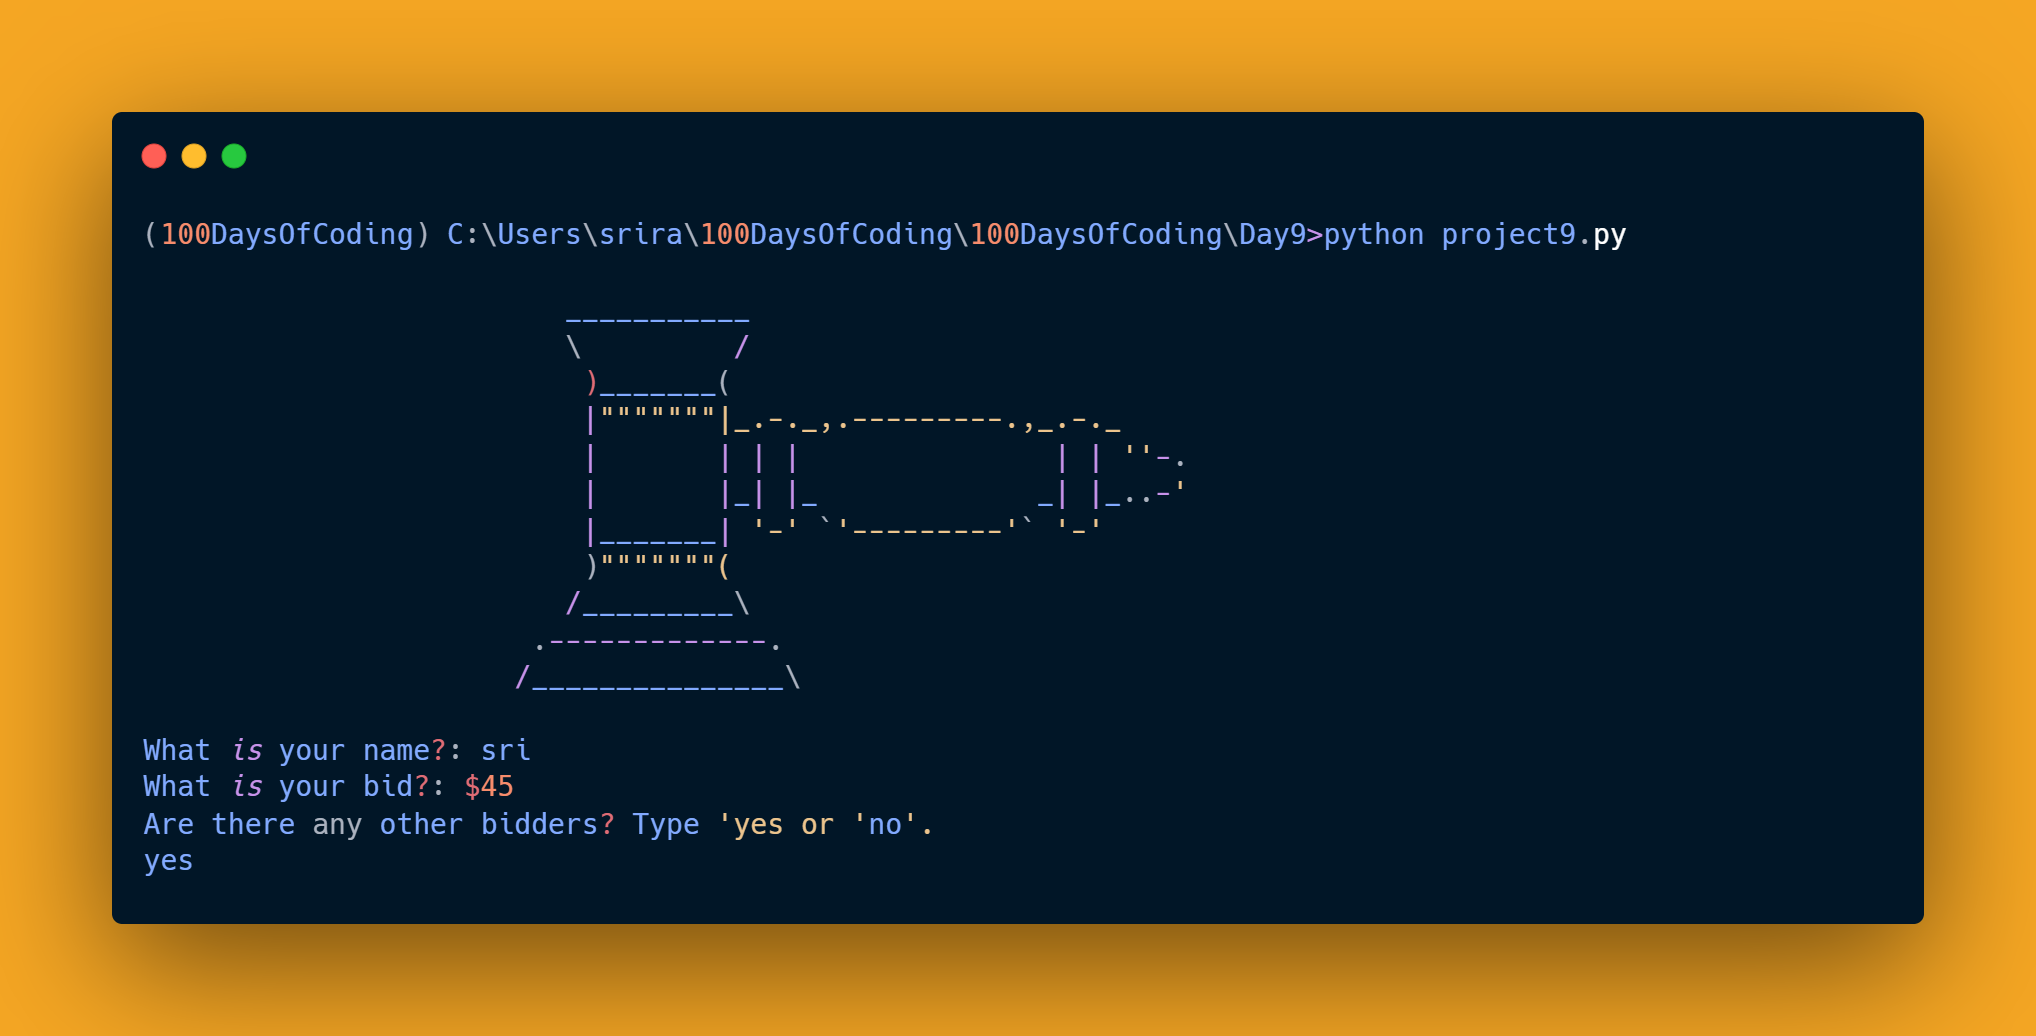 (100DaysOfCoding) C:\Users\srira\100DaysOfCoding\100DaysOfCoding\Day9>python project9.py
                         ___________
                         \         /
                          )_______(
                          |"""""""|_.-._,.---------.,_.-._
                          |       | | |               | | ''-.
                          |       |_| |_             _| |_..-'
                          |_______| '-' `'---------'` '-'
                          )"""""""(
                         /_________\
                       .-------------.
                      /_______________\
What is your name?: sri
What is your bid?: $45
Are there any other bidders? Type 'yes or 'no'.
yes